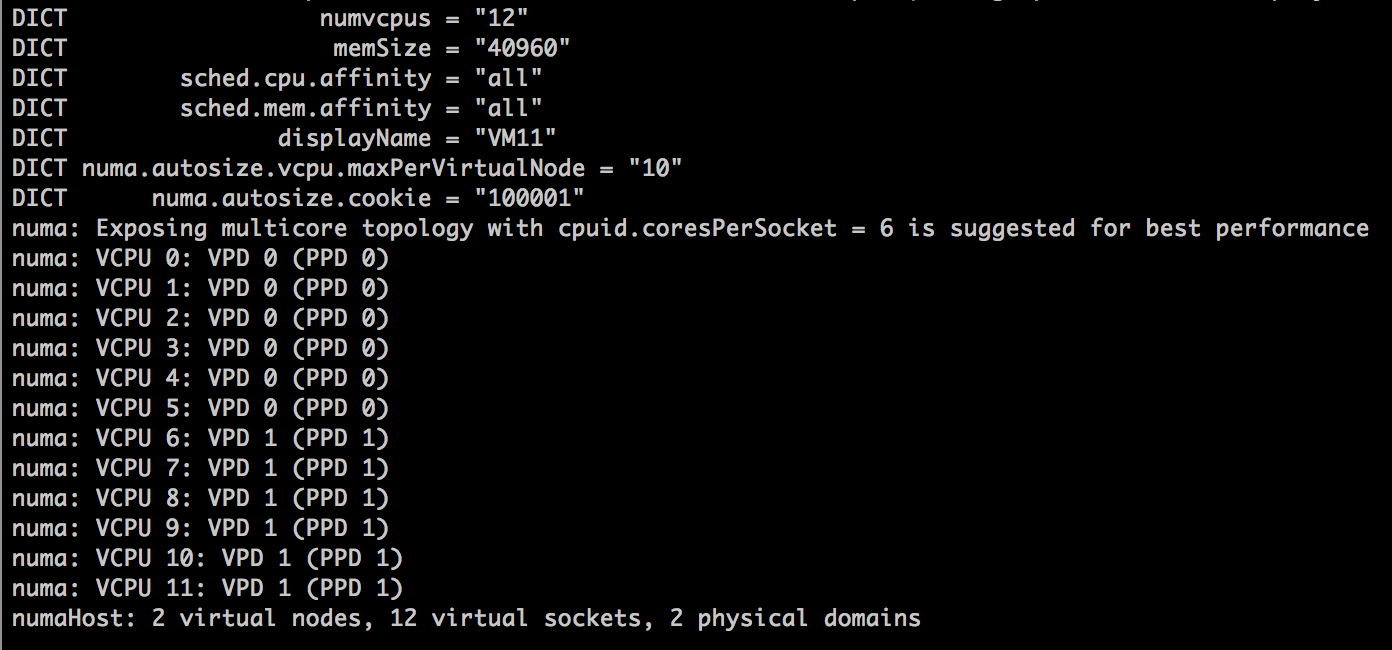 DICT numvcpus = "12"
DICT memSize = "40960"
DICT sched.cpu.affinity = "all"
DICT sched.mem.affinity = "all"
DICT displayName = "VM11"
DICT numa.autosize.vcpu.maxPerVirtualNode = "10"
DICT numa.autosize.cookie = "100001"
numa: Exposing multicore topology with cpuid.coresPerSocket = 6 is suggested for best performance
numa: VCPU 0: VPD 0 (PPD 0)
numa: VCPU 1: VPD 0 (PPD 0)
numa: VCPU 2: VPD 0 (PPD 0)
numa: VCPU 3: VPD 0 (PPD 0)
numa: VCPU 4: VPD 0 (PPD 0)
numa: VCPU 5: VPD 0 (PPD 0)
numa: VCPU 6: VPD 1 (PPD 1)
numa: VCPU 7: VPD 1 (PPD 1)
numa: VCPU 8: VPD 1 (PPD 1)
numa: VCPU 9: VPD 1 (PPD 1)
numa: VCPU 10: VPD 1 (PPD 1)
numa: VCPU 11: VPD 1 (PPD 1)
numaHost: 2 virtual nodes, 12 virtual sockets, 2 physical domains